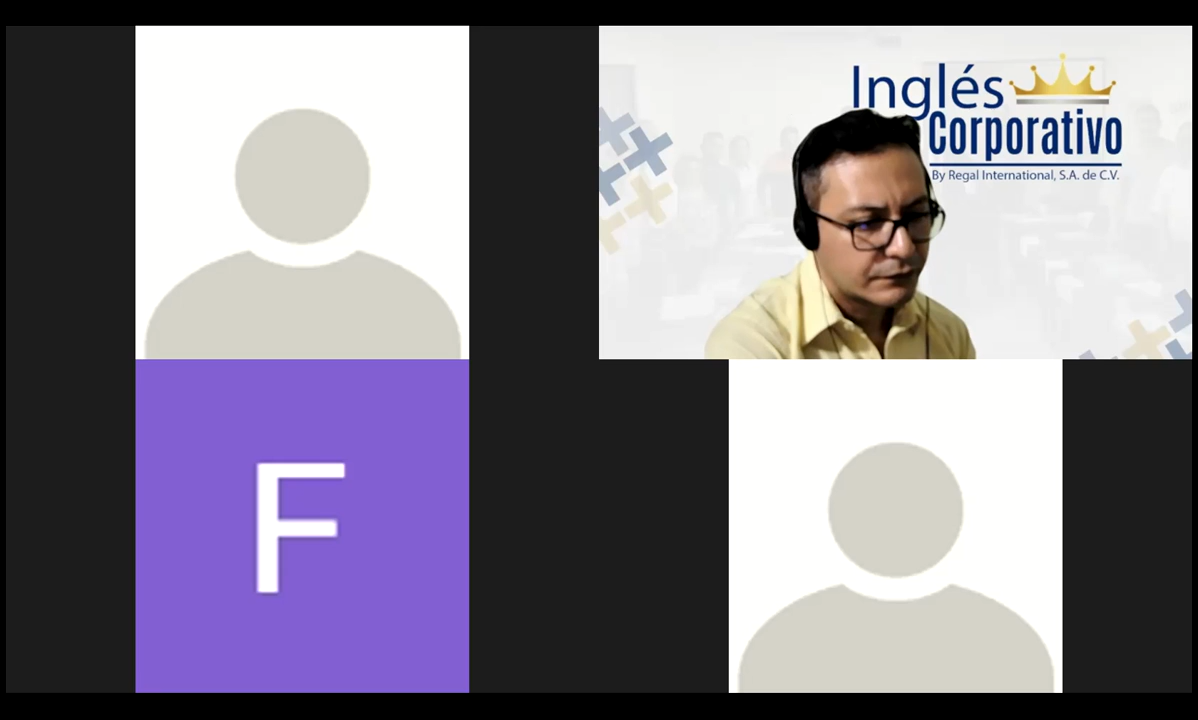 Inglés
Corporativo
By Regal International, S.A. de C.V.
F